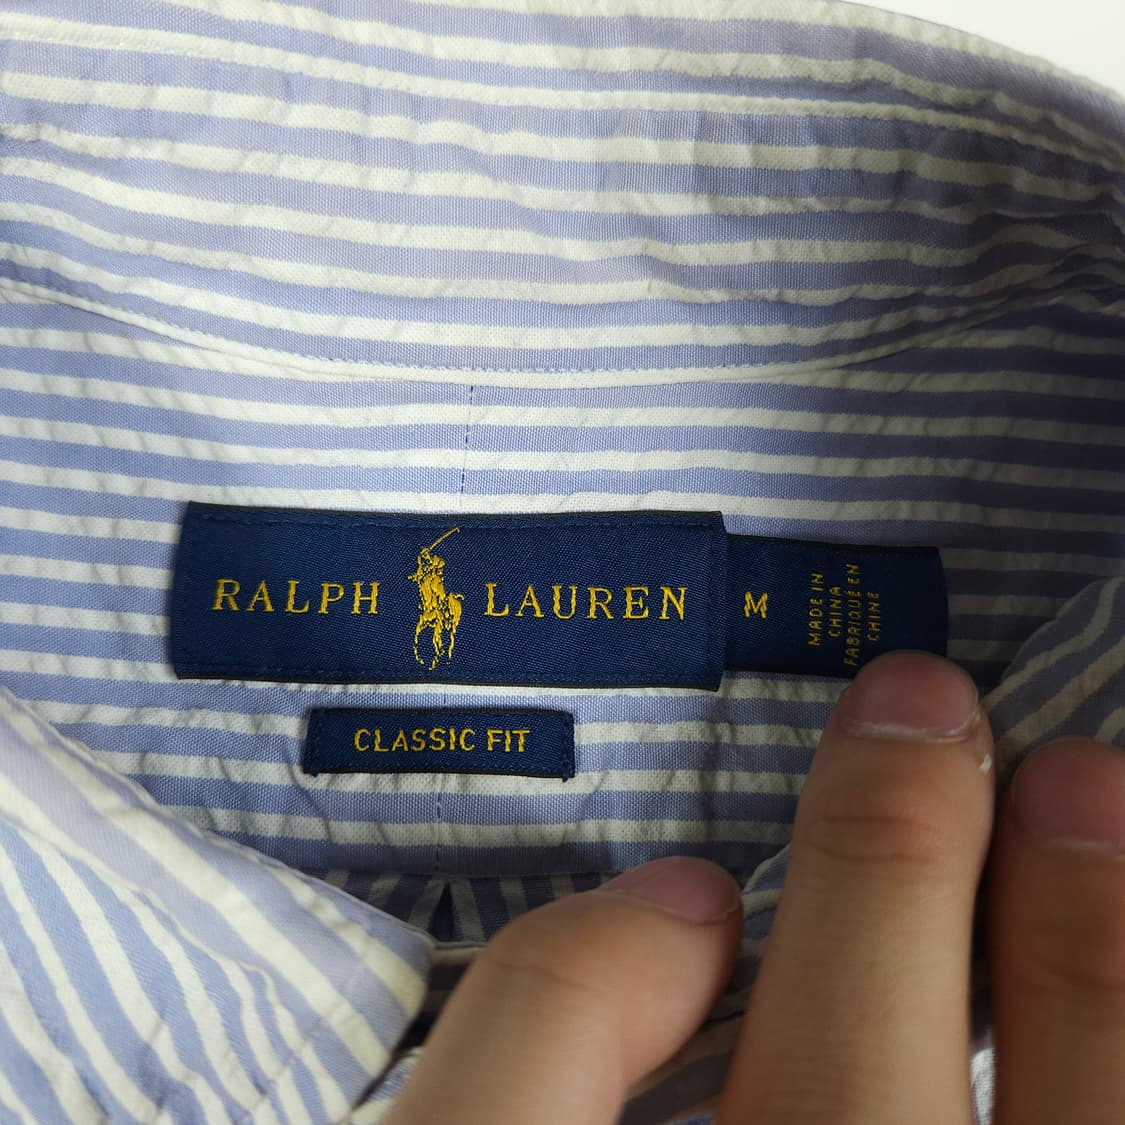 RALPH LAUREN
M
MADE IN
CHINA
FABRIQUÉ EN
CHINE
CLASSIC FIT